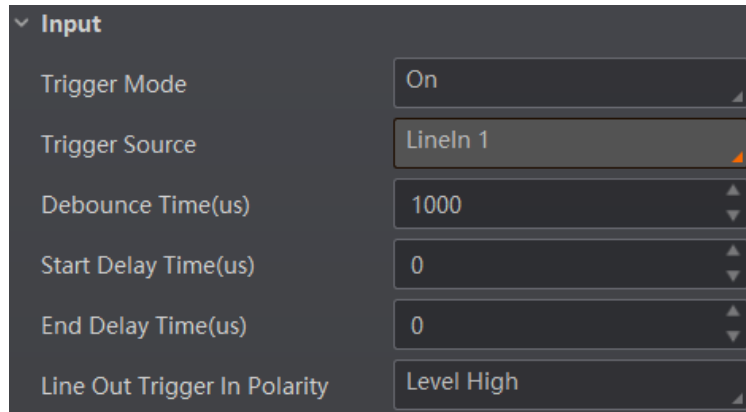 Input
Trigger Mode On
Trigger Source LineIn 1
Debounce Time(us) 1000
Start Delay Time(us) 0
End Delay Time(us) 0
Line Out Trigger In Polarity Level High